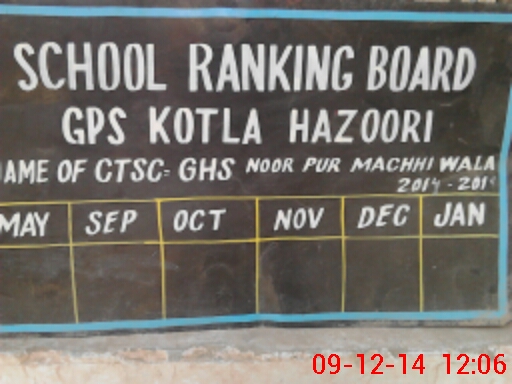 SCHOOL RANKING BOARD
GPS KOTLA HAZOORI
AME OF CTSC= GHS NOOR PUR MACHHI WALA
2014 - 201
MAY SEP OCT NOV DEC JAN
09-12-14 12:06